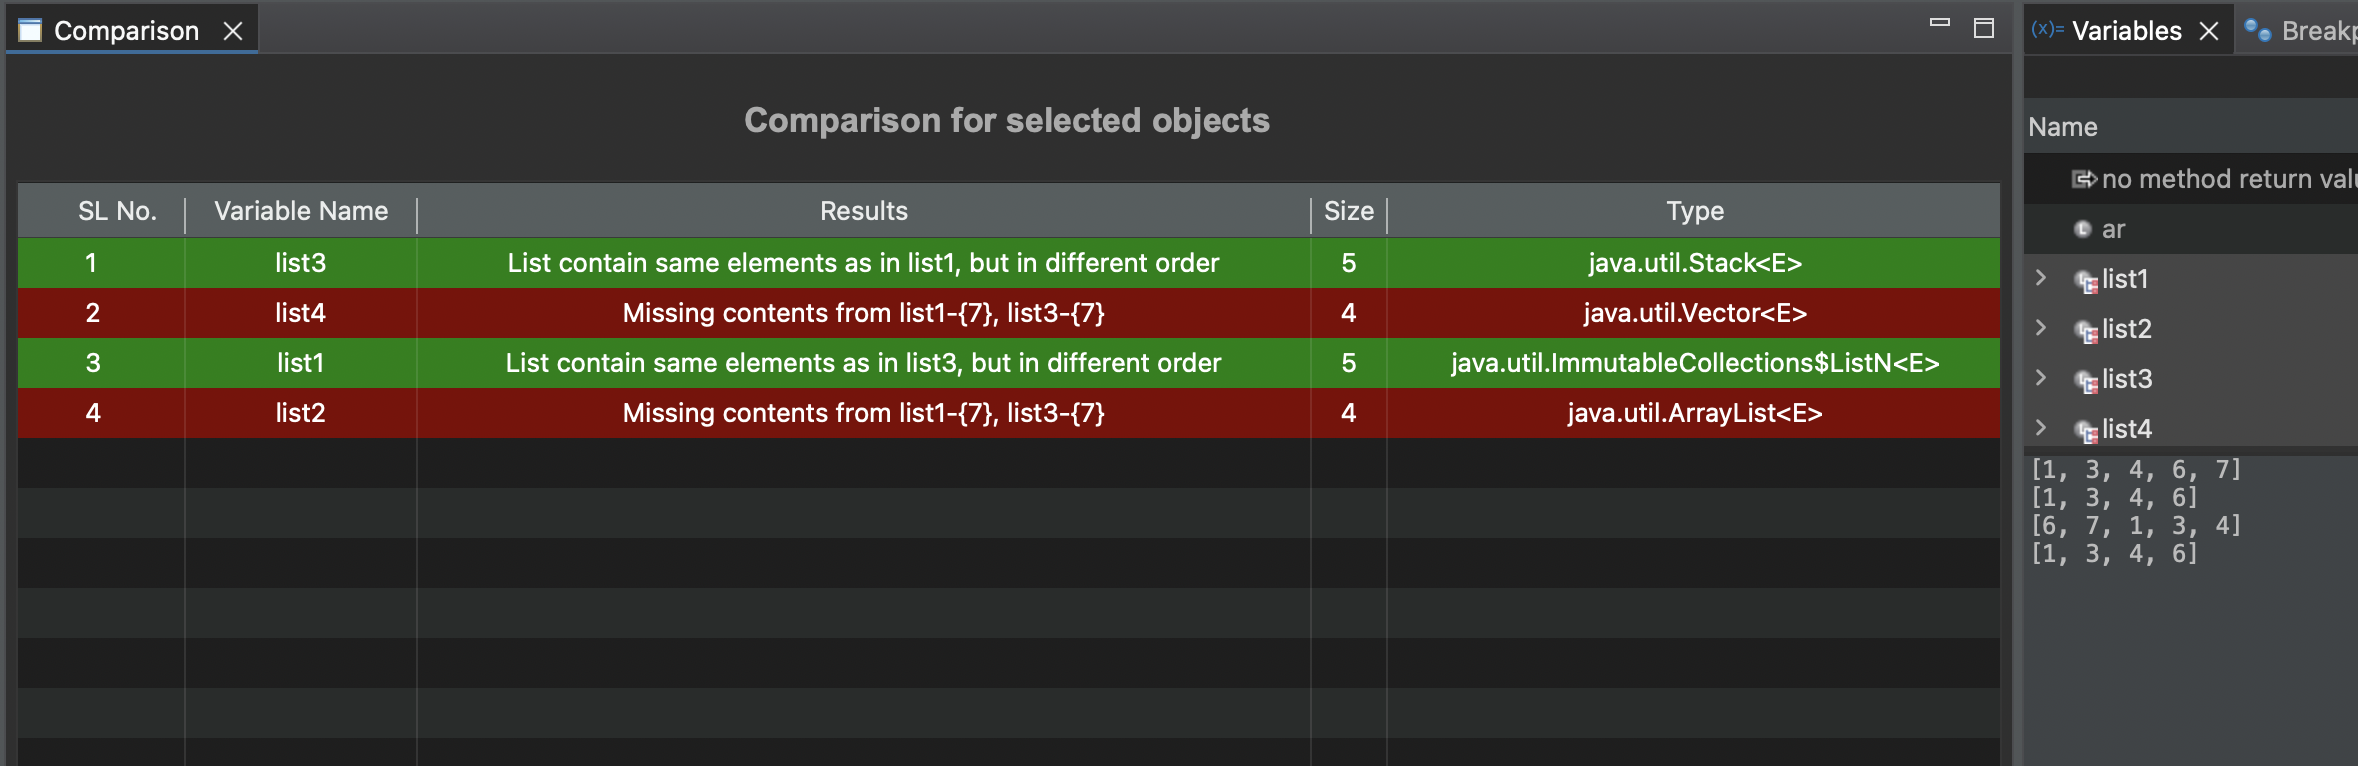 Comparison
Comparison for selected objects
SL No. Variable Name Results Size Type
1 list3 List contain same elements as in list1, but in different order 5 java.util.Stack<E>
2 list4 Missing contents from list1-{7}, list3-{7} 4 java.util.Vector<E>
3 list1 List contain same elements as in list3, but in different order 5 java.util.ImmutableCollections$ListN<E>
4 list2 Missing contents from list1-{7}, list3-{7} 4 java.util.ArrayList<E>
(x)= Variables Breakp
Name
no method return valu
ar
list1
list2
list3
list4
[1, 3, 4, 6, 7]
[1, 3, 4, 6]
[6, 7, 1, 3, 4]
[1, 3, 4, 6]